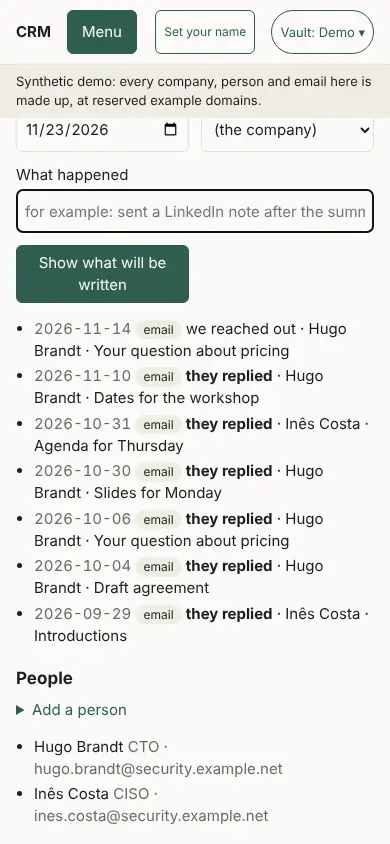 CRM Menu Set your name Vault: Demo ▾
Synthetic demo: every company, person and email here is
made up, at reserved example domains.
11/23/2026 (the company)
What happened
for example: sent a LinkedIn note after the sumn
Show what will be
written
• 2026-11-14 email we reached out · Hugo
Brandt · Your question about pricing
• 2026-11-10 email they replied · Hugo
Brandt · Dates for the workshop
• 2026-10-31 email they replied · Inês Costa ·
Agenda for Thursday
• 2026-10-30 email they replied · Hugo
Brandt · Slides for Monday
• 2026-10-06 email they replied · Hugo
Brandt · Your question about pricing
• 2026-10-04 email they replied · Hugo
Brandt · Draft agreement
• 2026-09-29 email they replied · Inês Costa ·
Introductions
People
▶ Add a person
• Hugo Brandt CTO ·
hugo.brandt@security.example.net
• Inês Costa CISO ·
ines.costa@security.example.net